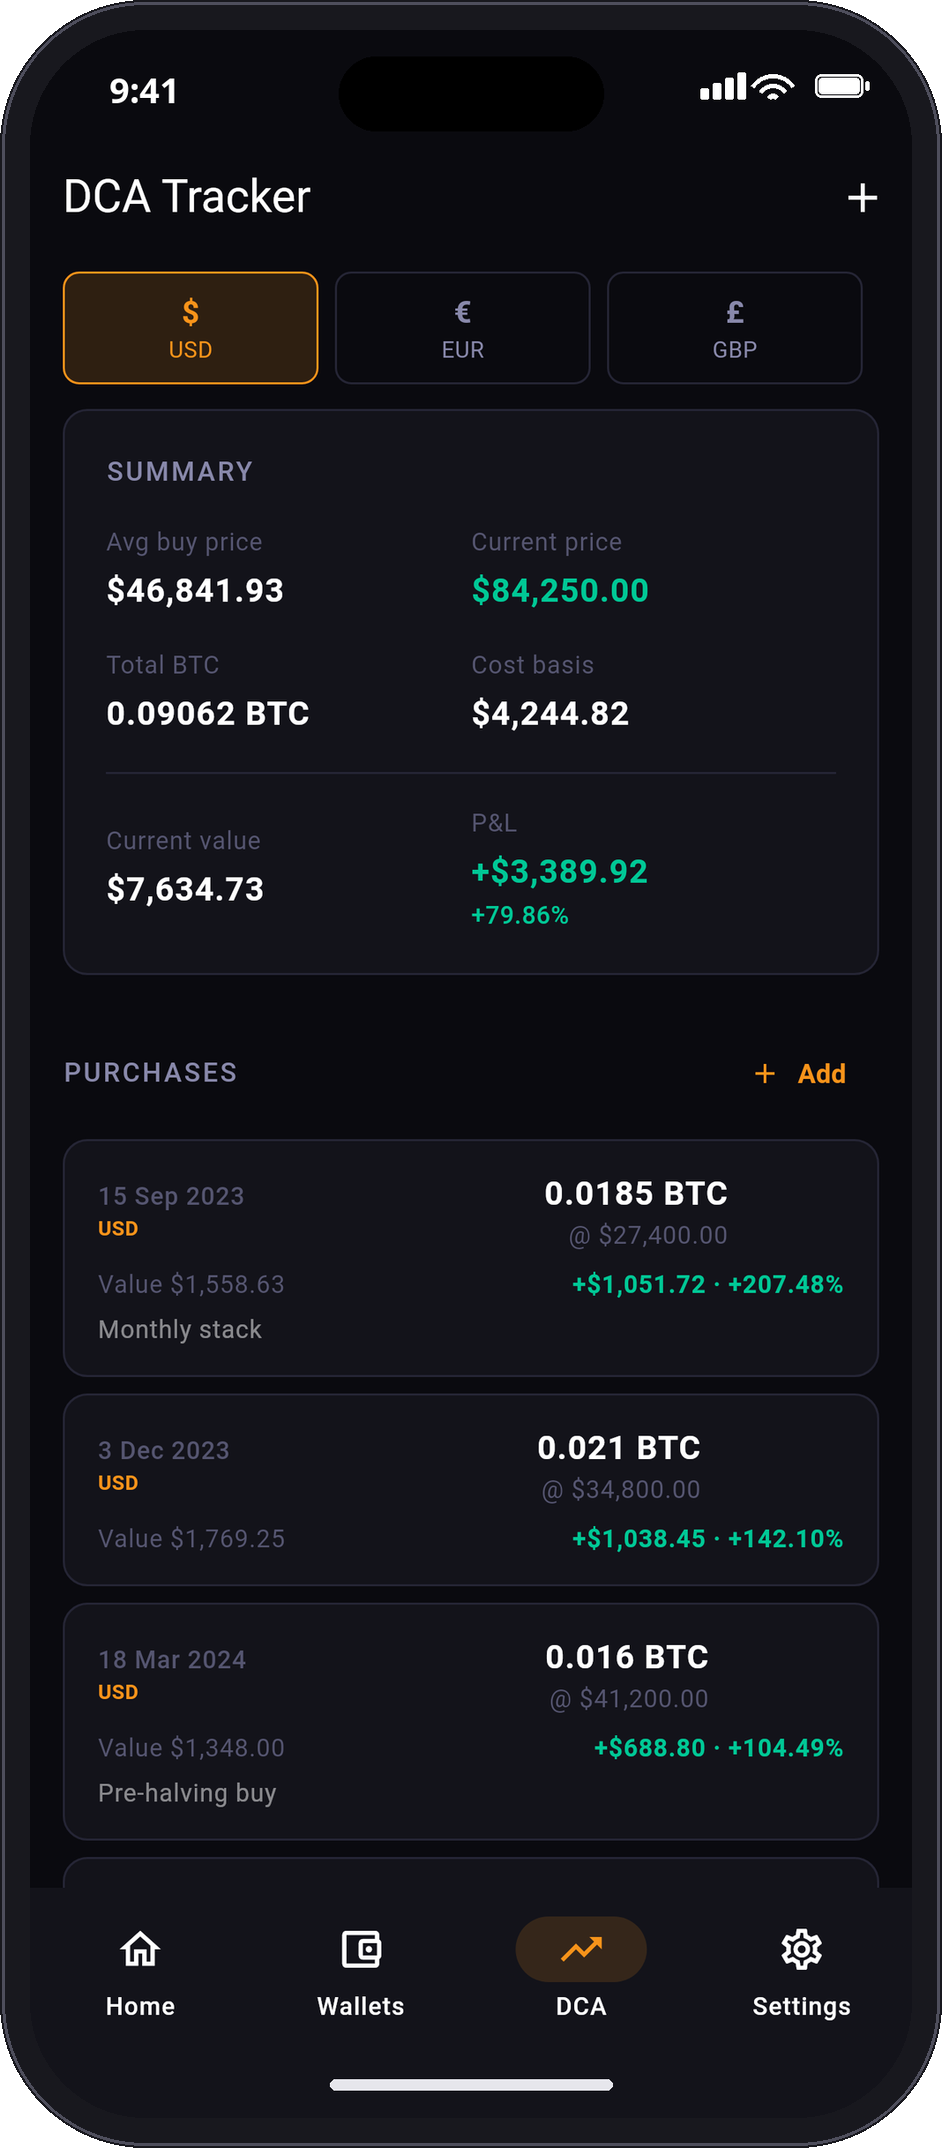 9:41
DCA Tracker
$
USD
€
EUR
£
GBP
SUMMARY
Avg buy price
$46,841.93
Current price
$84,250.00
Total BTC
0.09062 BTC
Cost basis
$4,244.82
Current value
$7,634.73
P&L
+$3,389.92
+79.86%
PURCHASES
+ Add
15 Sep 2023
USD
0.0185 BTC
@ $27,400.00
Value $1,558.63
+$1,051.72 · +207.48%
Monthly stack
3 Dec 2023
USD
0.021 BTC
@ $34,800.00
Value $1,769.25
+$1,038.45 · +142.10%
18 Mar 2024
USD
0.016 BTC
@ $41,200.00
Value $1,348.00
+$688.80 · +104.49%
Pre-halving buy
Home
Wallets
DCA
Settings